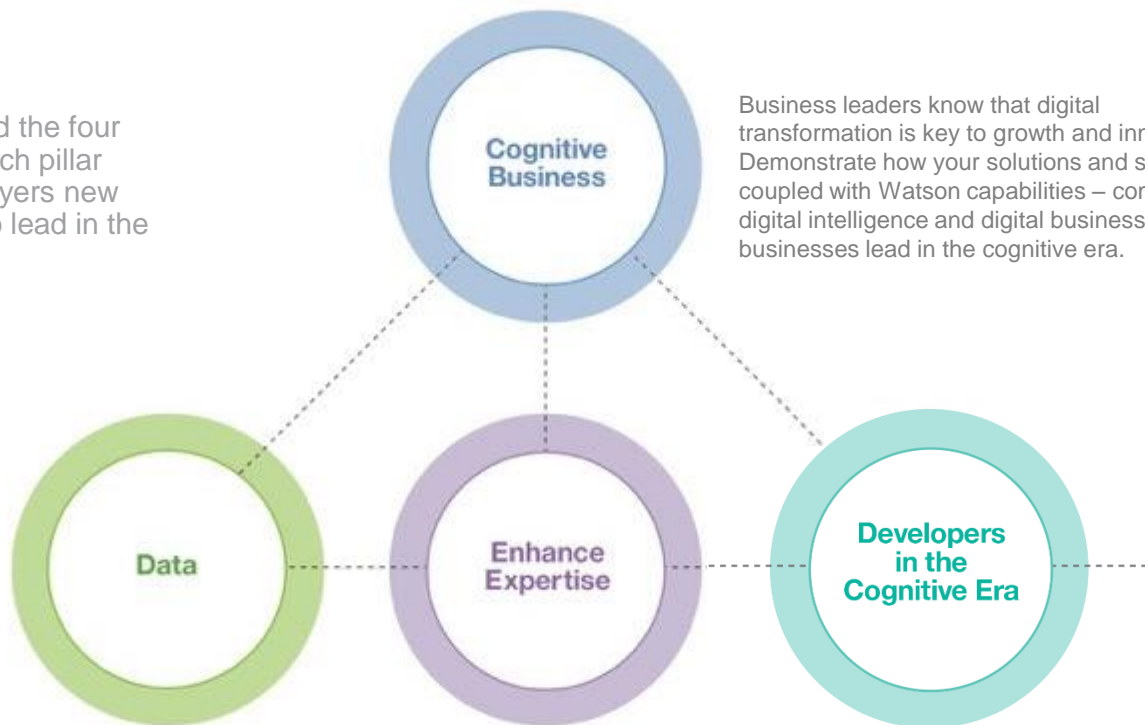 d the four
ch pillar
yers new
o lead in the
Cognitive
Business
Business leaders know that digital
transformation is key to growth and inn
Demonstrate how your solutions and s
coupled with Watson capabilities – con
digital intelligence and digital business
businesses lead in the cognitive era.
Data
Enhance
Expertise
Developers
in the
Cognitive Era